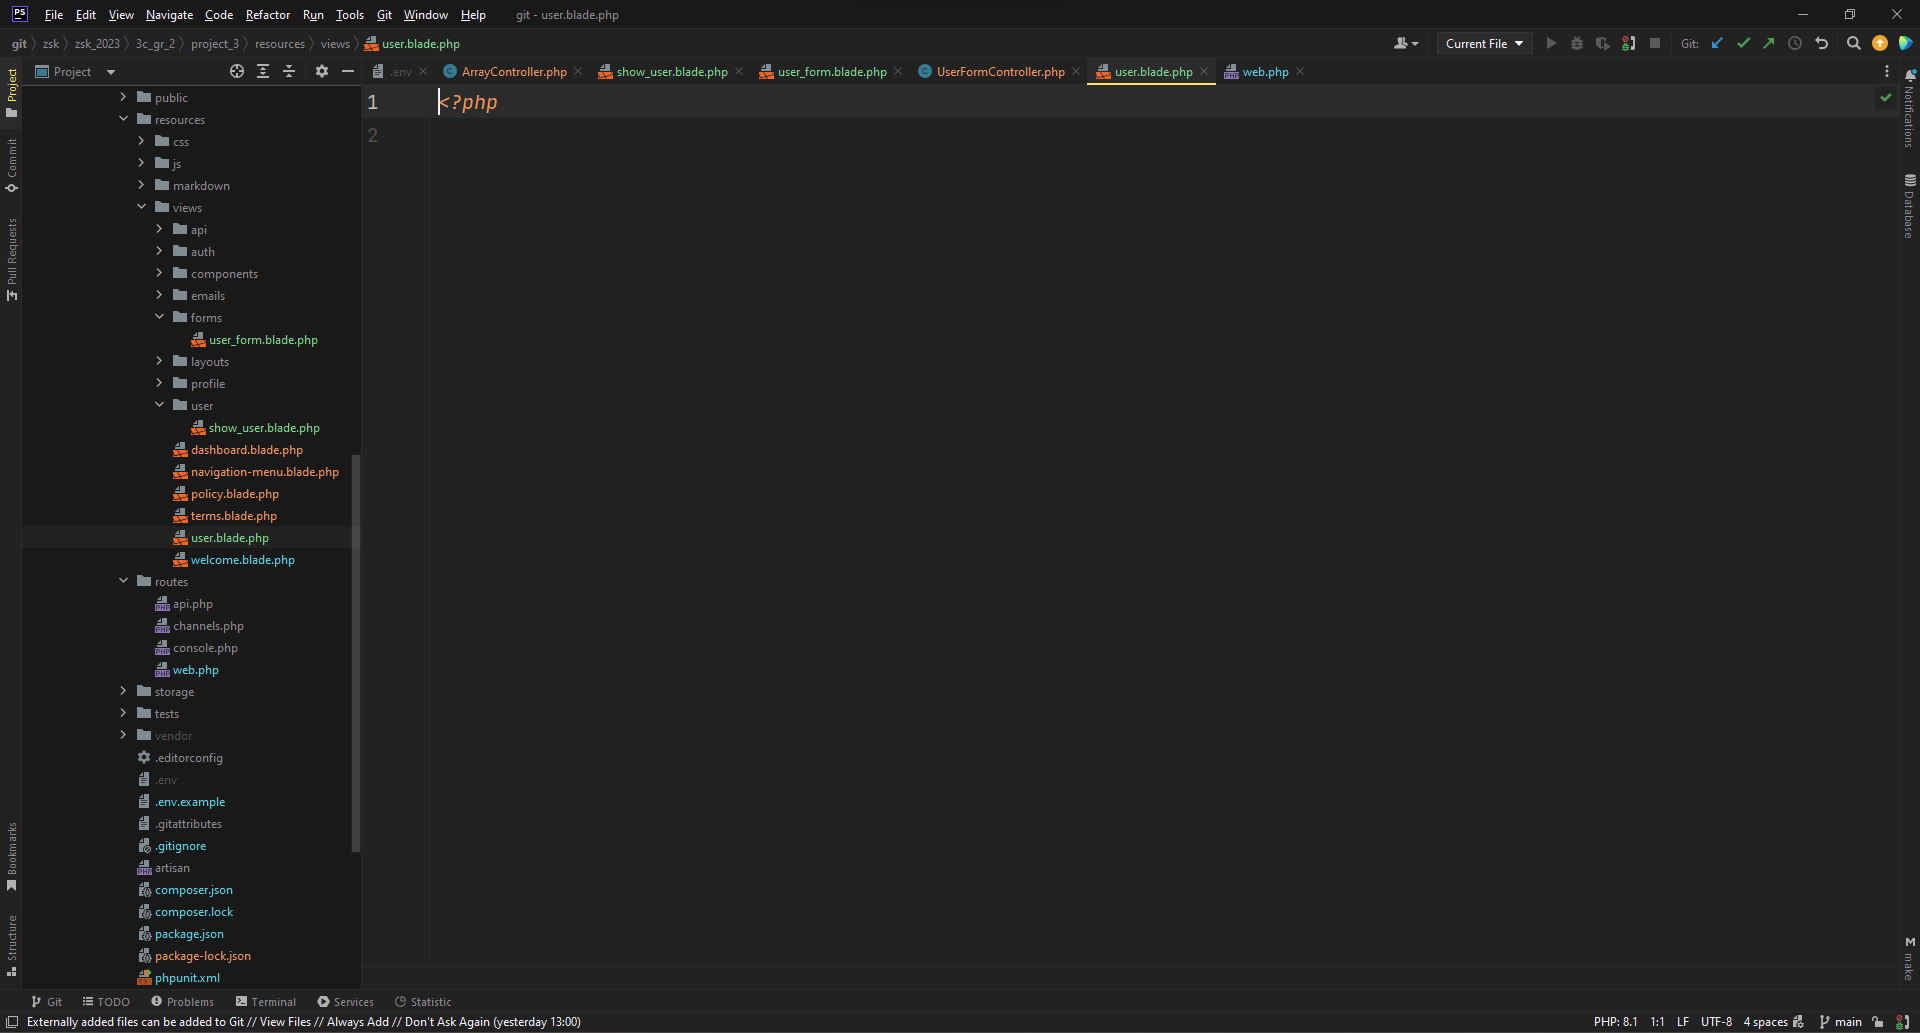 PS File Edit View Navigate Code Refactor Run Tools Git Window Help git - user.blade.php
git zsk zsk_2023 3c_gr_2 project_3 resources views user.blade.php Current File Git:
Project .env ArrayController.php show_user.blade.php user_form.blade.php UserFormController.php user.blade.php web.php
1 <?php
2
public
resources
css
js
markdown
views
api
auth
components
emails
forms
user_form.blade.php
layouts
profile
user
show_user.blade.php
dashboard.blade.php
navigation-menu.blade.php
policy.blade.php
terms.blade.php
user.blade.php
welcome.blade.php
routes
api.php
channels.php
console.php
web.php
storage
tests
vendor
.editorconfig
.env
.env.example
.gitattributes
.gitignore
artisan
composer.json
composer.lock
package.json
package-lock.json
phpunit.xml
Project
Commit
Pull Requests
Bookmarks
Structure
Notifications
Database
M make
Git TODO Problems Terminal Services Statistic
Externally added files can be added to Git // View Files // Always Add // Don't Ask Again (yesterday 13:00) PHP: 8.1 1:1 LF UTF-8 4 spaces main